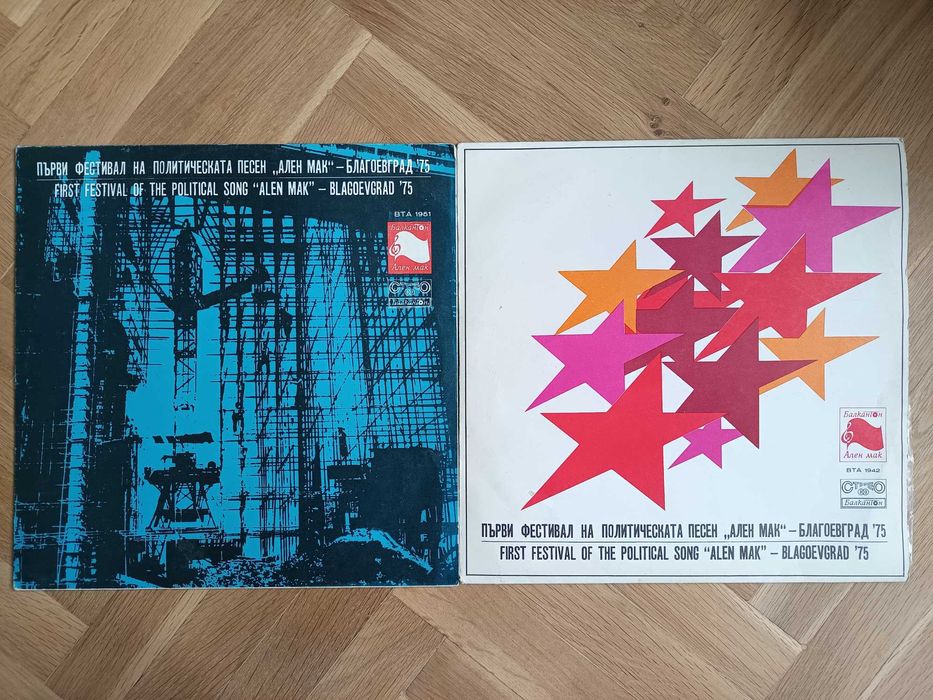 ПЪРВИ ФЕСТИВАЛ НА ПОЛИТИЧЕСКАТА ПЕСЕН „АЛЕН МАК“ – БЛАГОЕВГРАД '75
FIRST FESTIVAL OF THE POLITICAL SONG “ALEN MAK” – BLAGOEVGRAD '75
ВТА 1951
Балкантон
Ален мак
СТЕРЕО
Балкантон
Балкантон
Ален мак
ВТА 1942
СТЕРЕО
Балкантон
ПЪРВИ ФЕСТИВАЛ НА ПОЛИТИЧЕСКАТА ПЕСЕН „АЛЕН МАК“ – БЛАГОЕВГРАД '75
FIRST FESTIVAL OF THE POLITICAL SONG “ALEN MAK” – BLAGOEVGRAD '75